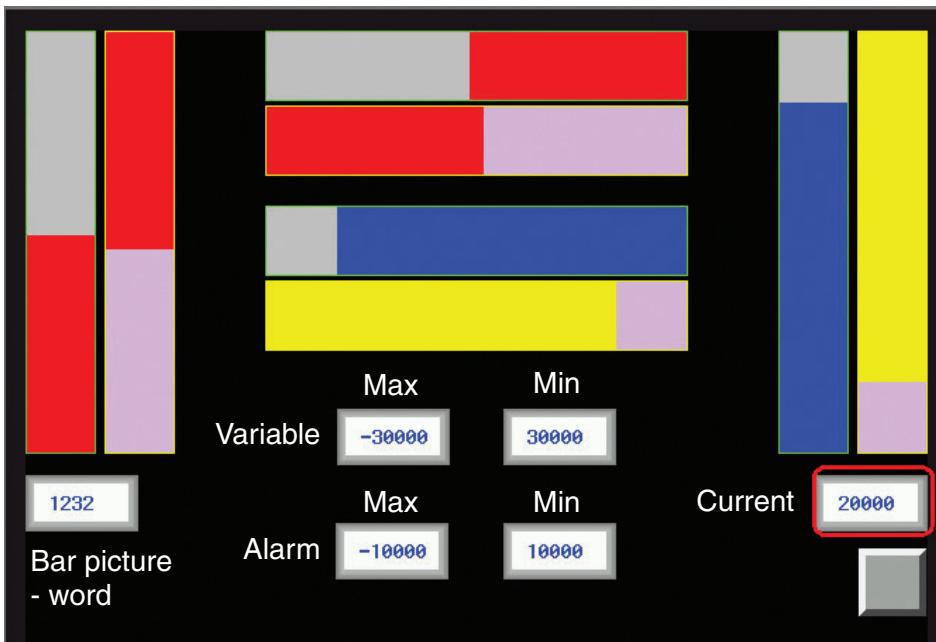 Max Min
Variable -30000 30000
1232
Max Min
Current 20000
Alarm -10000 10000
Bar picture
- word